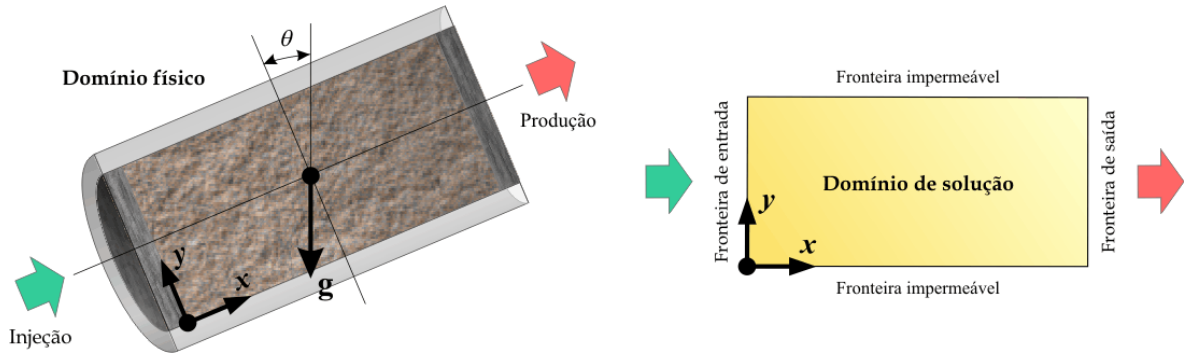 θ
Domínio físico
Produção
y
x
g
Injeção
Fronteira impermeável
Fronteira de entrada
Domínio de solução
Fronteira de saída
y
x
Fronteira impermeável